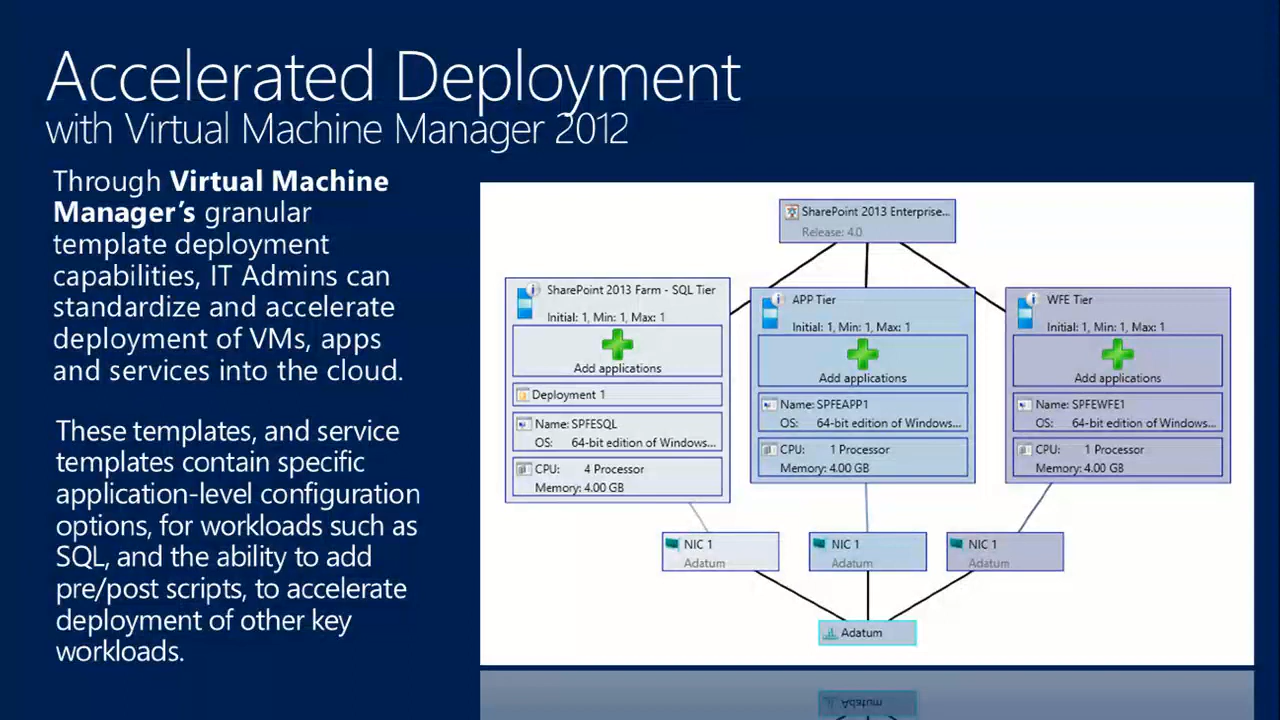 Accelerated Deployment
with Virtual Machine Manager 2012
Through Virtual Machine
Manager’s granular
template deployment
capabilities, IT Admins can
standardize and accelerate
deployment of VMs, apps
and services into the cloud.
These templates, and service
templates contain specific
application-level configuration
options, for workloads such as
SQL, and the ability to add
pre/post scripts, to accelerate
deployment of other key
workloads.
SharePoint 2013 Enterprise...
Release: 4.0
SharePoint 2013 Farm - SQL Tier
Initial: 1, Min: 1, Max: 1
Add applications
Deployment 1
Name: SPFESQL
OS: 64-bit edition of Windows...
CPU: 4 Processor
Memory: 4.00 GB
APP Tier
Initial: 1, Min: 1, Max: 1
Add applications
Name: SPFEAPP1
OS: 64-bit edition of Windows...
CPU: 1 Processor
Memory: 4.00 GB
WFE Tier
Initial: 1, Min: 1, Max: 1
Add applications
Name: SPFEWFE1
OS: 64-bit edition of Windows...
CPU: 1 Processor
Memory: 4.00 GB
NIC 1
Adatum
NIC 1
Adatum
NIC 1
Adatum
Adatum